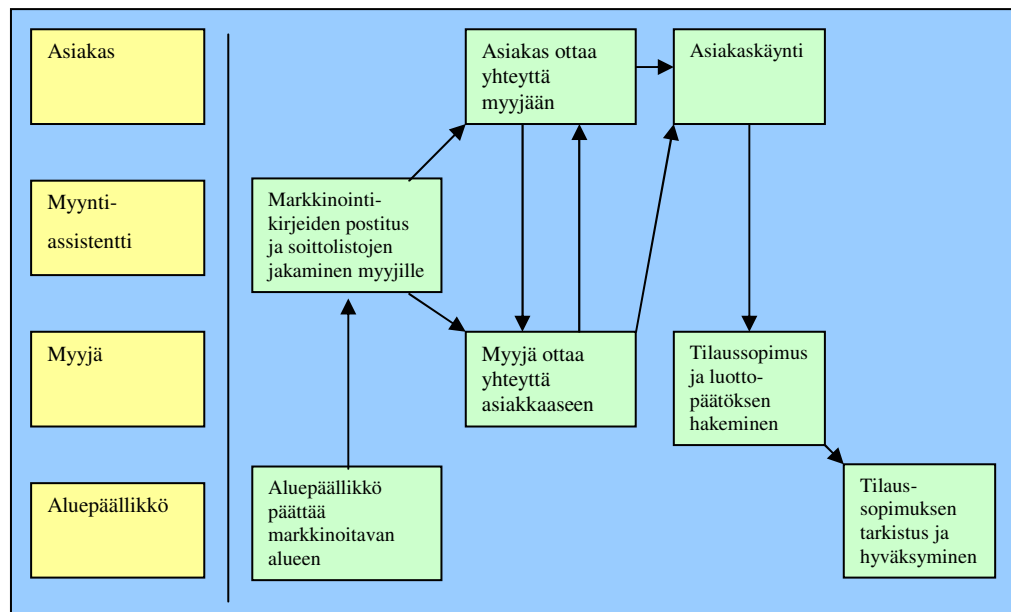 Asiakas
Asiakas ottaa
yhteyttä
myyjään
Asiakaskäynti
Myynti-
assistentti
Markkinointi-
kirjeiden postitus
ja soittolistojen
jakaminen myyjille
Myyjä
Myyjä ottaa
yhteyttä
asiakkaaseen
Tilaussopimus
ja luotto-
päätöksen
hakeminen
Aluepäällikkö
Aluepäällikkö
päättää
markkinoitavan
alueen
Tilaus-
sopimuksen
tarkistus ja
hyväksyminen